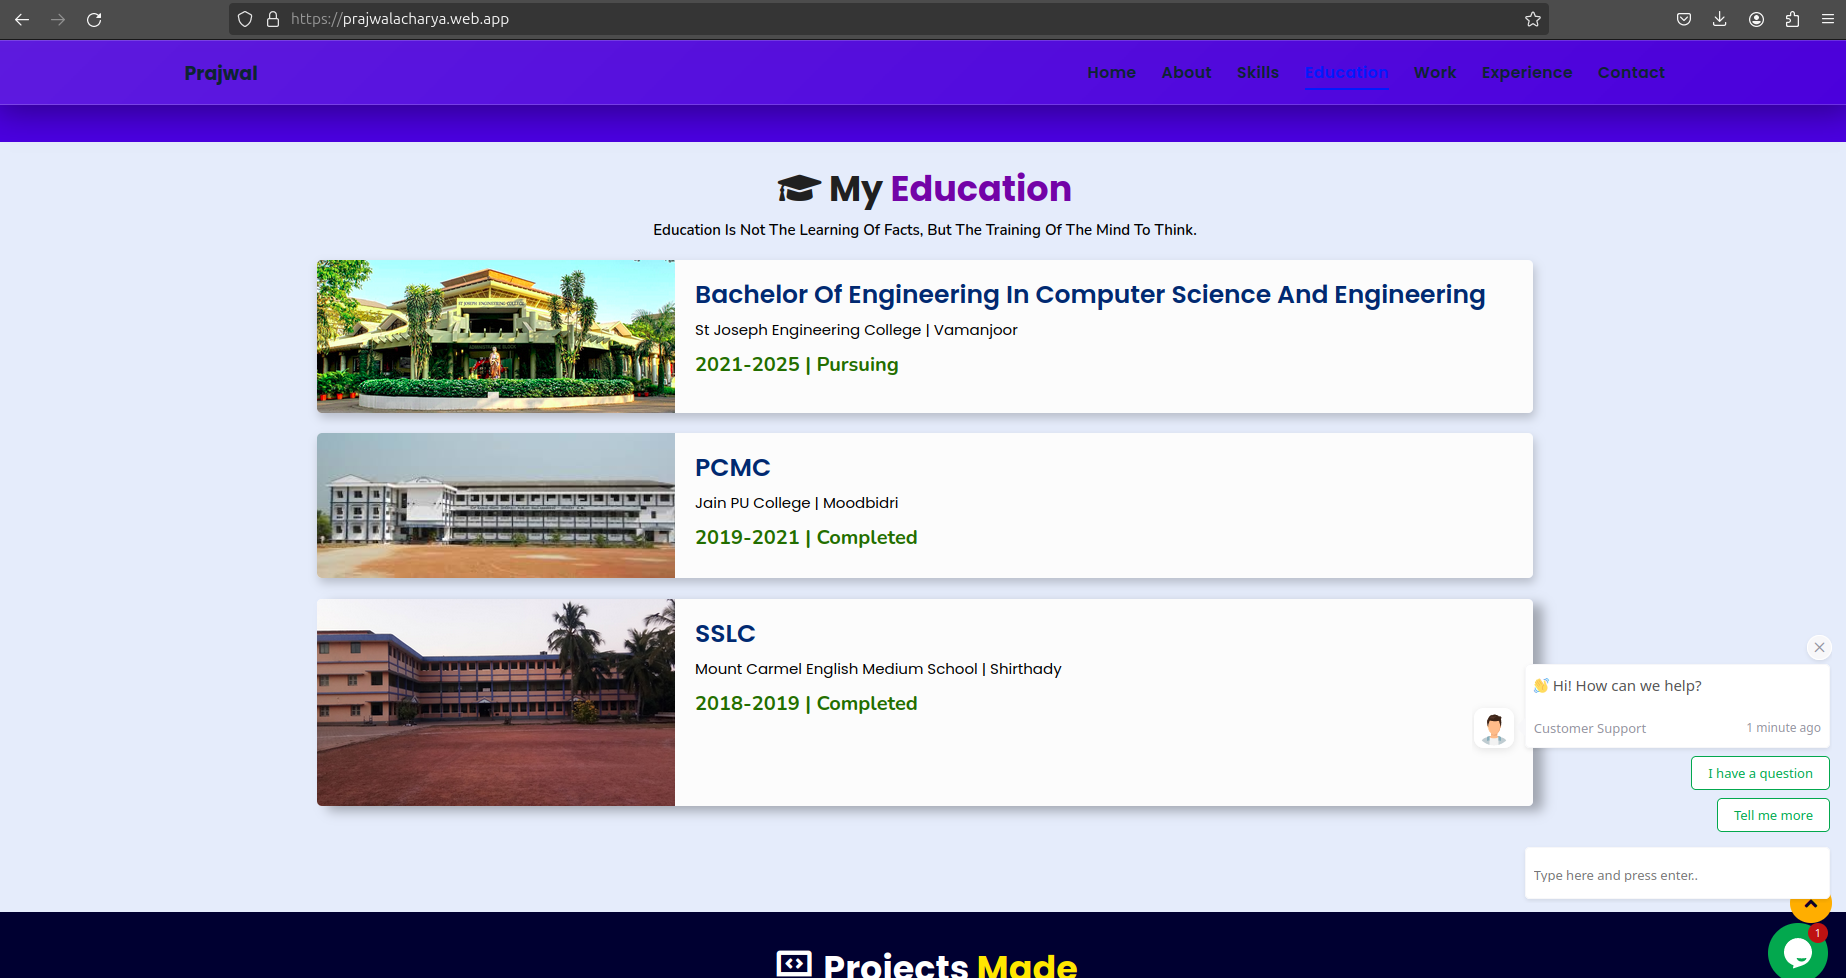 https://prajwalacharya.web.app
Prajwal
Home About Skills Education Work Experience Contact
My Education
Education Is Not The Learning Of Facts, But The Training Of The Mind To Think.
ST JOSEPH ENGINEERING COLLEGE
Bachelor Of Engineering In Computer Science And Engineering
St Joseph Engineering College | Vamanjoor
2021-2025 | Pursuing
PCMC
Jain PU College | Moodbidri
2019-2021 | Completed
SSLC
Mount Carmel English Medium School | Shirthady
2018-2019 | Completed
👋 Hi! How can we help?
Customer Support 1 minute ago
I have a question
Tell me more
Type here and press enter..
1
Projects Made